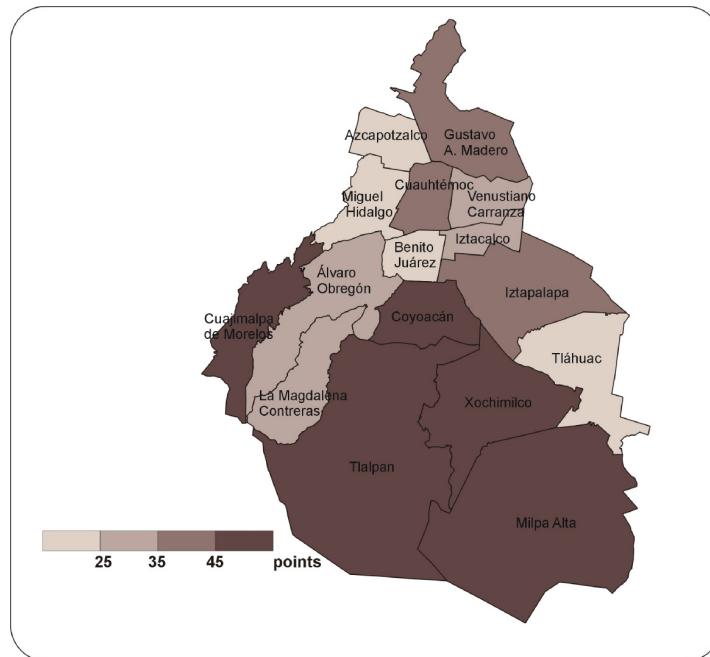 Azcapotzalco
Gustavo
A. Madero
Cuauhtémoc
Miguel
Hidalgo
Venustiano
Carranza
Benito
Juárez
Iztacalco
Álvaro
Obregón
Iztapalapa
Cuajimalpa
de Morelos
Coyoacán
Tláhuac
La Magdalena
Contreras
Xochimilco
Tlalpan
Milpa Alta
25 35 45 points